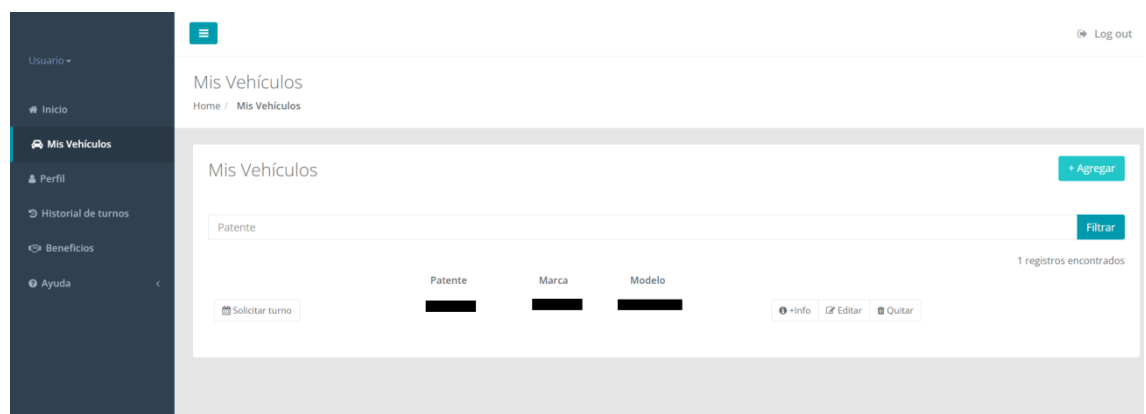 Log out
Usuario
Mis Vehículos
Home / Mis Vehículos
Inicio
Mis Vehículos
Perfil
Historial de turnos
Beneficios
Ayuda
Mis Vehículos
+ Agregar
Patente
Filtrar
1 registros encontrados
Patente Marca Modelo
Solicitar turno
+Info Editar Quitar